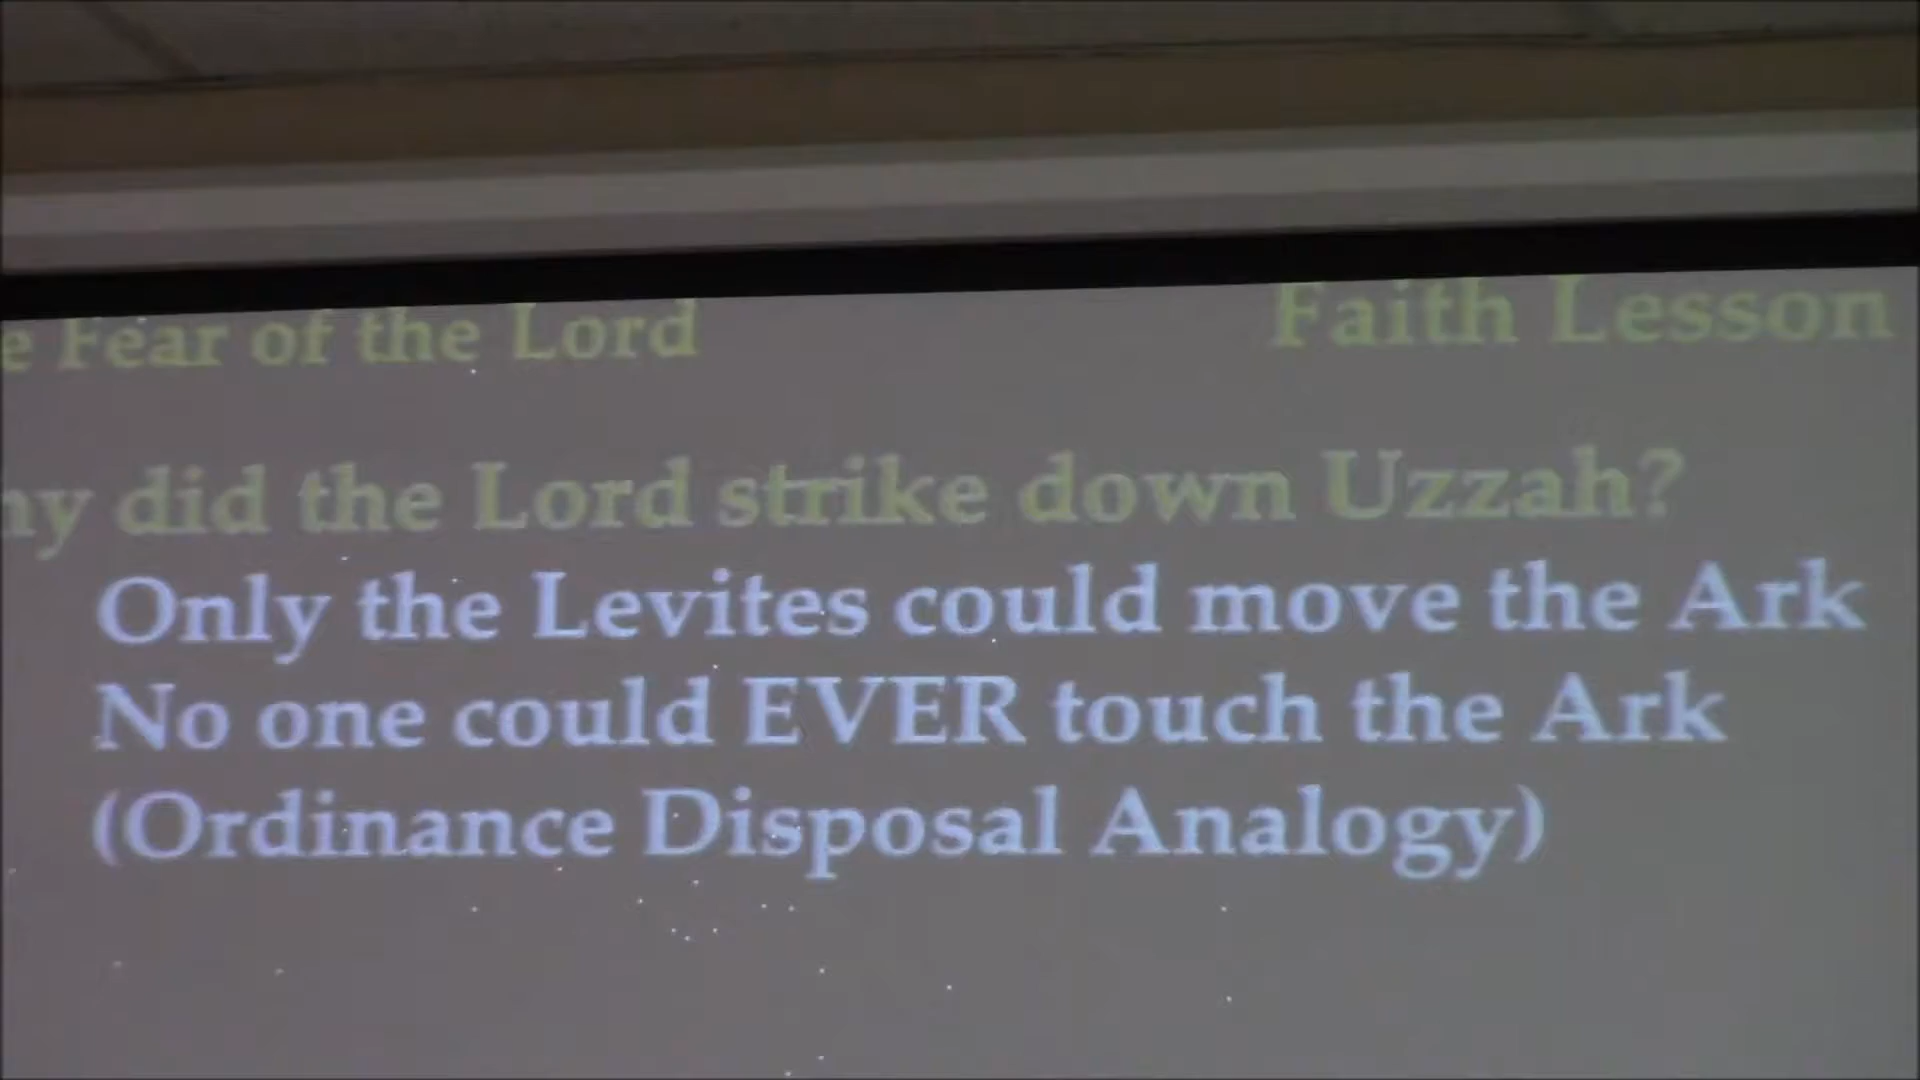 e Fear of the Lord Faith Lesson
hy did the Lord strike down Uzzah?
Only the Levites could move the Ark
No one could EVER touch the Ark
(Ordinance Disposal Analogy)